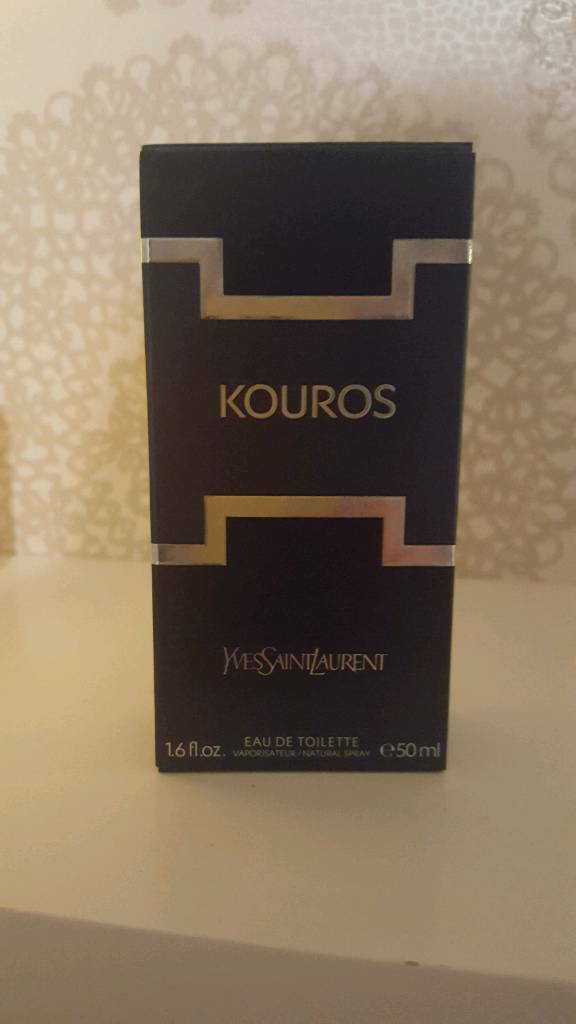 KOUROS
YVESSAINTLAURENT
EAU DE TOILETTE
1.6 fl.oz. VAPORISATEUR/NATURAL SPRAY ℮50 ml